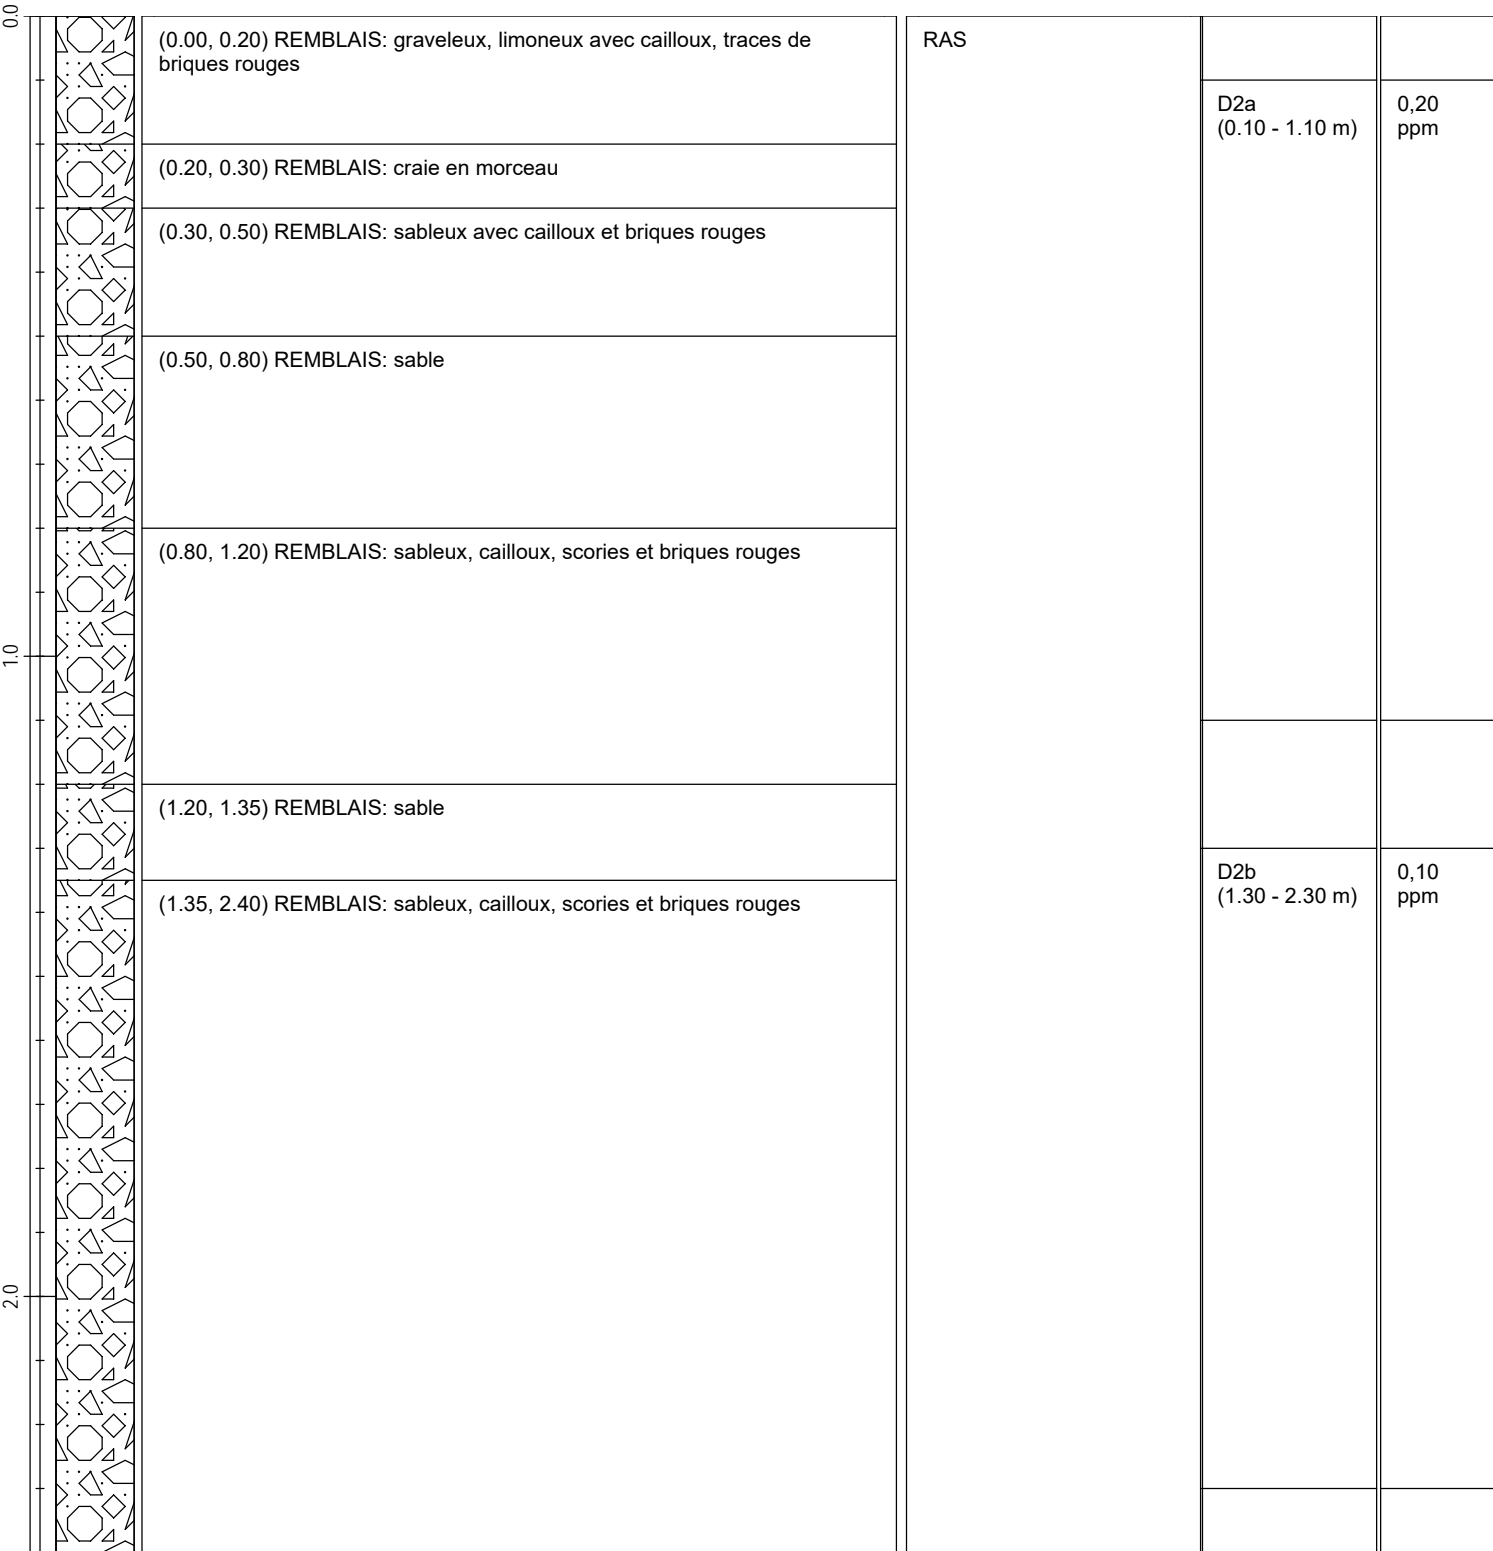 0.0
(0.00, 0.20) REMBLAIS: graveleux, limoneux avec cailloux, traces de
briques rouges
RAS
D2a
(0.10 - 1.10 m)
0,20
ppm
(0.20, 0.30) REMBLAIS: craie en morceau
(0.30, 0.50) REMBLAIS: sableux avec cailloux et briques rouges
(0.50, 0.80) REMBLAIS: sable
(0.80, 1.20) REMBLAIS: sableux, cailloux, scories et briques rouges
1.0
(1.20, 1.35) REMBLAIS: sable
D2b
(1.30 - 2.30 m)
0,10
ppm
(1.35, 2.40) REMBLAIS: sableux, cailloux, scories et briques rouges
2.0